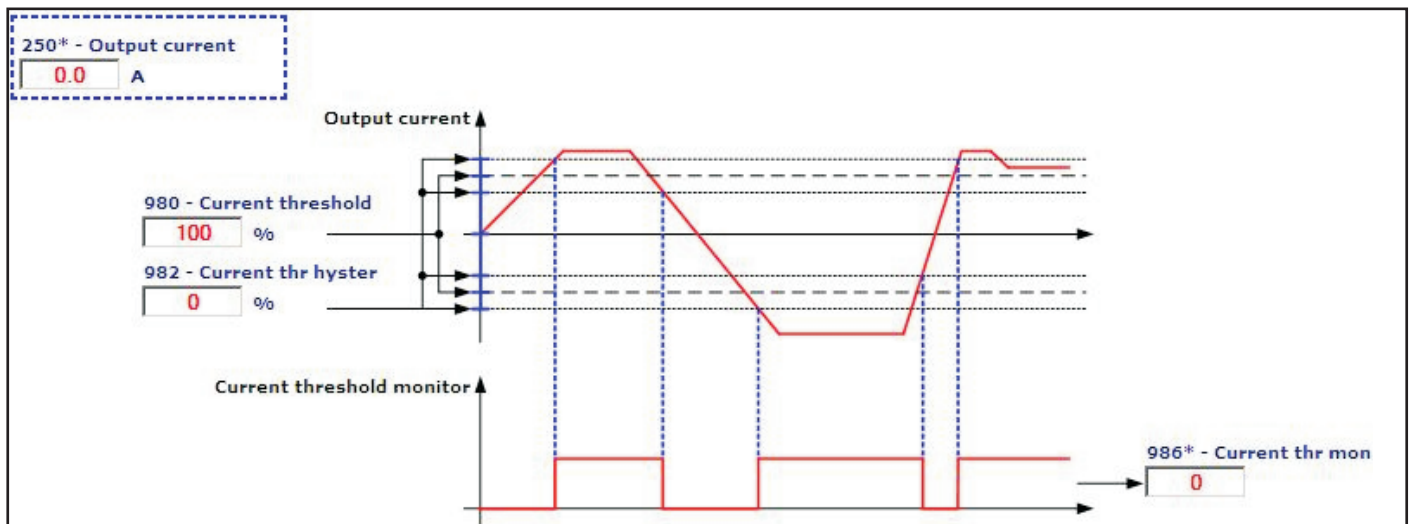 250* - Output current
0.0 A
Output current
980 - Current threshold
100 %
982 - Current thr hyster
0 %
Current threshold monitor
986* - Current thr mon
0